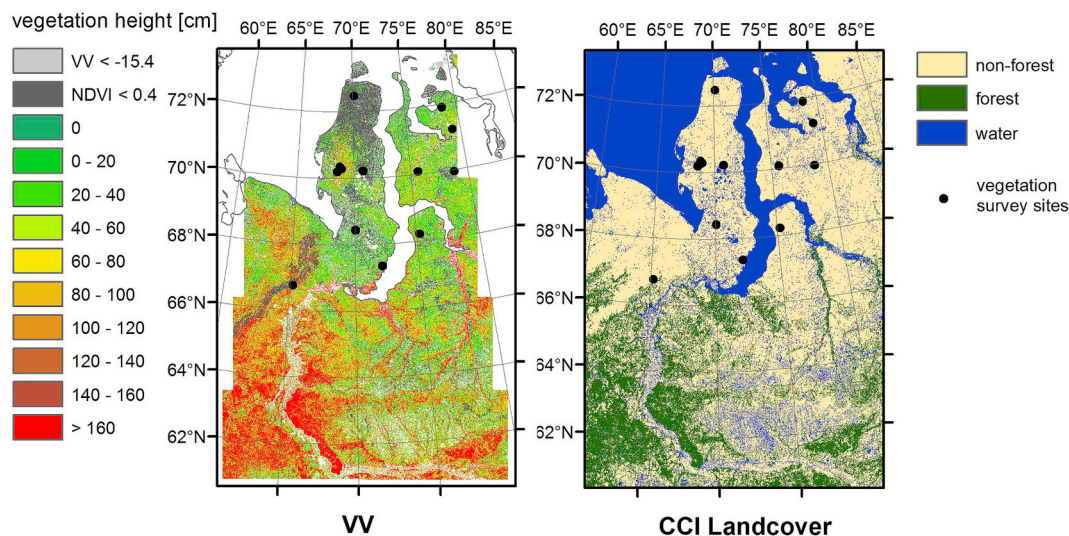 vegetation height [cm]
VV < -15.4
NDVI < 0.4
0
0 - 20
20 - 40
40 - 60
60 - 80
80 - 100
100 - 120
120 - 140
140 - 160
> 160
60°E 65°E 70°E 75°E 80°E 85°E
72°N
70°N
68°N
66°N
64°N
62°N
VV
60°E 65°E 70°E 75°E 80°E 85°E
72°N
70°N
68°N
66°N
54°N
52°N
CCI Landcover
non-forest
forest
water
vegetation
survey sites